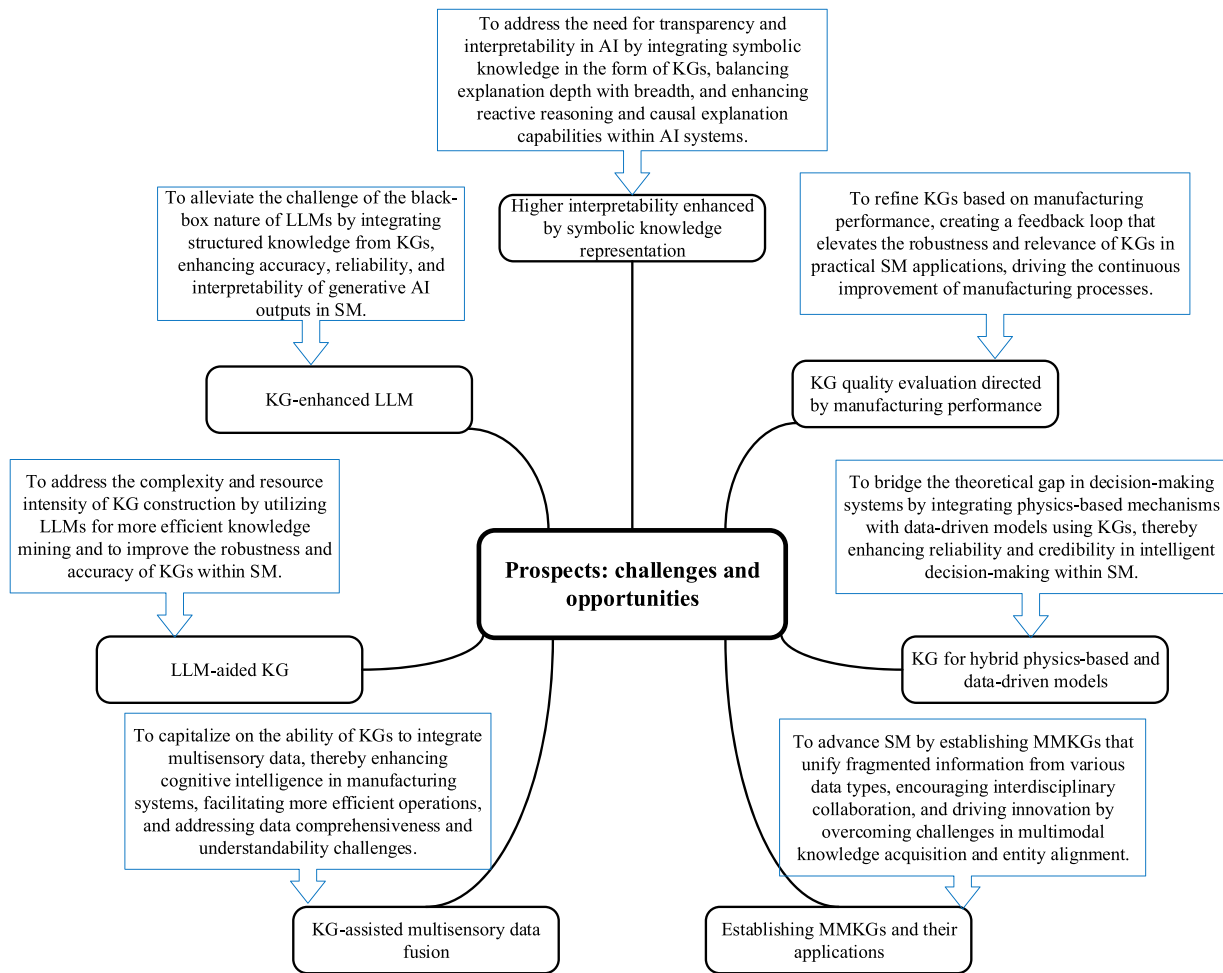 To address the need for transparency
and interpretability in AI by integrating symbolic
knowledge in the form of KGs, balancing
explanation depth with breadth, and enhancing
reactive reasoning and causal explanation
capabilities within AI systems.
Higher interpretability enhanced
by symbolic knowledge
representation
To alleviate the challenge of the black-
box nature of LLMs by integrating
structured knowledge from KGs,
enhancing accuracy, reliability, and
interpretability of generative AI
outputs in SM.
KG-enhanced LLM
To refine KGs based on manufacturing
performance, creating a feedback loop that
elevates the robustness and relevance of KGs in
practical SM applications, driving the continuous
improvement of manufacturing processes.
KG quality evaluation directed
by manufacturing performance
To address the complexity and resource
intensity of KG construction by utilizing
LLMs for more efficient knowledge
mining and to improve the robustness and
accuracy of KGs within SM.
LLM-aided KG
Prospects: challenges and
opportunities
To bridge the theoretical gap in decision-making
systems by integrating physics-based mechanisms
with data-driven models using KGs, thereby
enhancing reliability and credibility in intelligent
decision-making within SM.
KG for hybrid physics-based and
data-driven models
To capitalize on the ability of KGs to integrate
multisensory data, thereby enhancing
cognitive intelligence in manufacturing
systems, facilitating more efficient operations,
and addressing data comprehensiveness and
understandability challenges.
KG-assisted multisensory data
fusion
To advance SM by establishing MMKGs that
unify fragmented information from various
data types, encouraging interdisciplinary
collaboration, and driving innovation by
overcoming challenges in multimodal
knowledge acquisition and entity alignment.
Establishing MMKGs and their
applications